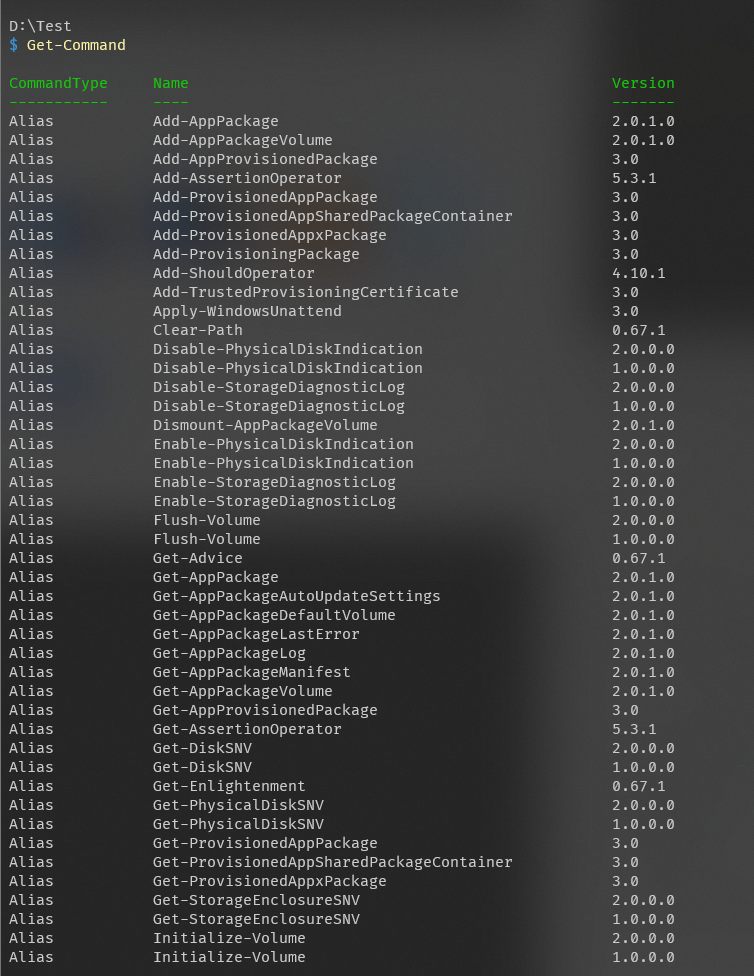 D:\Test
$ Get-Command
CommandType Name Version
----------- ---- -------
Alias Add-AppPackage 2.0.1.0
Alias Add-AppPackageVolume 2.0.1.0
Alias Add-AppProvisionedPackage 3.0
Alias Add-AssertionOperator 5.3.1
Alias Add-ProvisionedAppPackage 3.0
Alias Add-ProvisionedAppSharedPackageContainer 3.0
Alias Add-ProvisionedAppxPackage 3.0
Alias Add-ProvisioningPackage 3.0
Alias Add-ShouldOperator 4.10.1
Alias Add-TrustedProvisioningCertificate 3.0
Alias Apply-WindowsUnattend 3.0
Alias Clear-Path 0.67.1
Alias Disable-PhysicalDiskIndication 2.0.0.0
Alias Disable-PhysicalDiskIndication 1.0.0.0
Alias Disable-StorageDiagnosticLog 2.0.0.0
Alias Disable-StorageDiagnosticLog 1.0.0.0
Alias Dismount-AppPackageVolume 2.0.1.0
Alias Enable-PhysicalDiskIndication 2.0.0.0
Alias Enable-PhysicalDiskIndication 1.0.0.0
Alias Enable-StorageDiagnosticLog 2.0.0.0
Alias Enable-StorageDiagnosticLog 1.0.0.0
Alias Flush-Volume 2.0.0.0
Alias Flush-Volume 1.0.0.0
Alias Get-Advice 0.67.1
Alias Get-AppPackage 2.0.1.0
Alias Get-AppPackageAutoUpdateSettings 2.0.1.0
Alias Get-AppPackageDefaultVolume 2.0.1.0
Alias Get-AppPackageLastError 2.0.1.0
Alias Get-AppPackageLog 2.0.1.0
Alias Get-AppPackageManifest 2.0.1.0
Alias Get-AppPackageVolume 2.0.1.0
Alias Get-AppProvisionedPackage 3.0
Alias Get-AssertionOperator 5.3.1
Alias Get-DiskSNV 2.0.0.0
Alias Get-DiskSNV 1.0.0.0
Alias Get-Enlightenment 0.67.1
Alias Get-PhysicalDiskSNV 2.0.0.0
Alias Get-PhysicalDiskSNV 1.0.0.0
Alias Get-ProvisionedAppPackage 3.0
Alias Get-ProvisionedAppSharedPackageContainer 3.0
Alias Get-ProvisionedAppxPackage 3.0
Alias Get-StorageEnclosureSNV 2.0.0.0
Alias Get-StorageEnclosureSNV 1.0.0.0
Alias Initialize-Volume 2.0.0.0
Alias Initialize-Volume 1.0.0.0